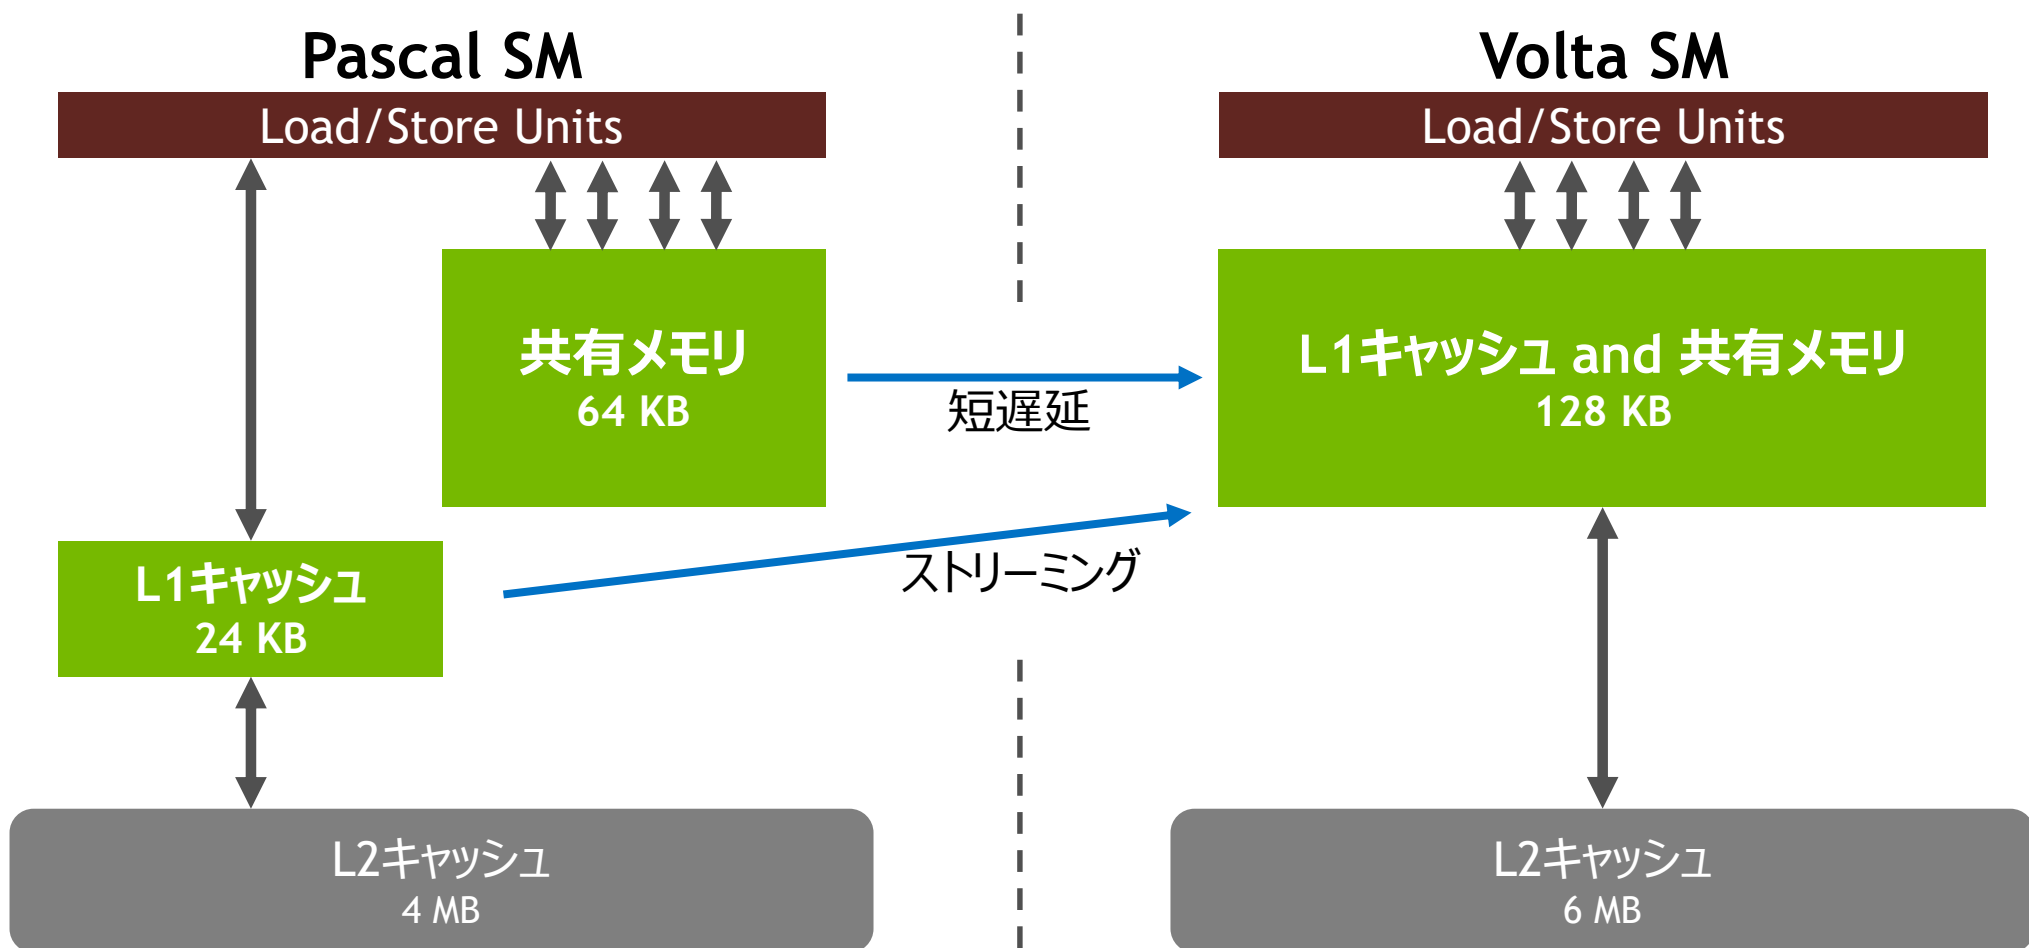 Pascal SM
Load/Store Units
共有メモリ
64 KB
L1キャッシュ
24 KB
L2キャッシュ
4 MB
短遅延
ストリーミング
Volta SM
Load/Store Units
L1キャッシュ and 共有メモリ
128 KB
L2キャッシュ
6 MB